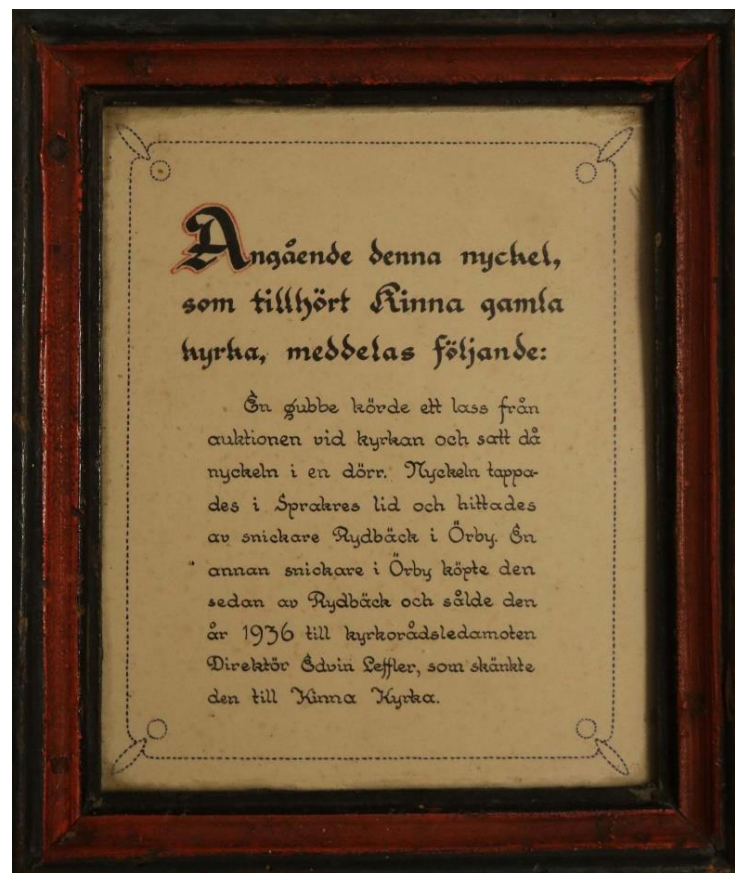 Angående denna nyckel,
som tillhört Kinna gamla
kyrka, meddelas följande:
En gubbe körde ett lass från
auktionen vid kyrkan och satt då
nyckeln i en dörr. Nyckeln tappa-
des i Sprakres lid och hittades
av snickare Rydbäck i Örby. En
annan snickare i Örby köpte den
sedan av Rydbäck och sålde den
år 1936 till kyrkorådsledamoten
Direktör Edvin Leffler, som skänkte
den till Kinna Kyrka.